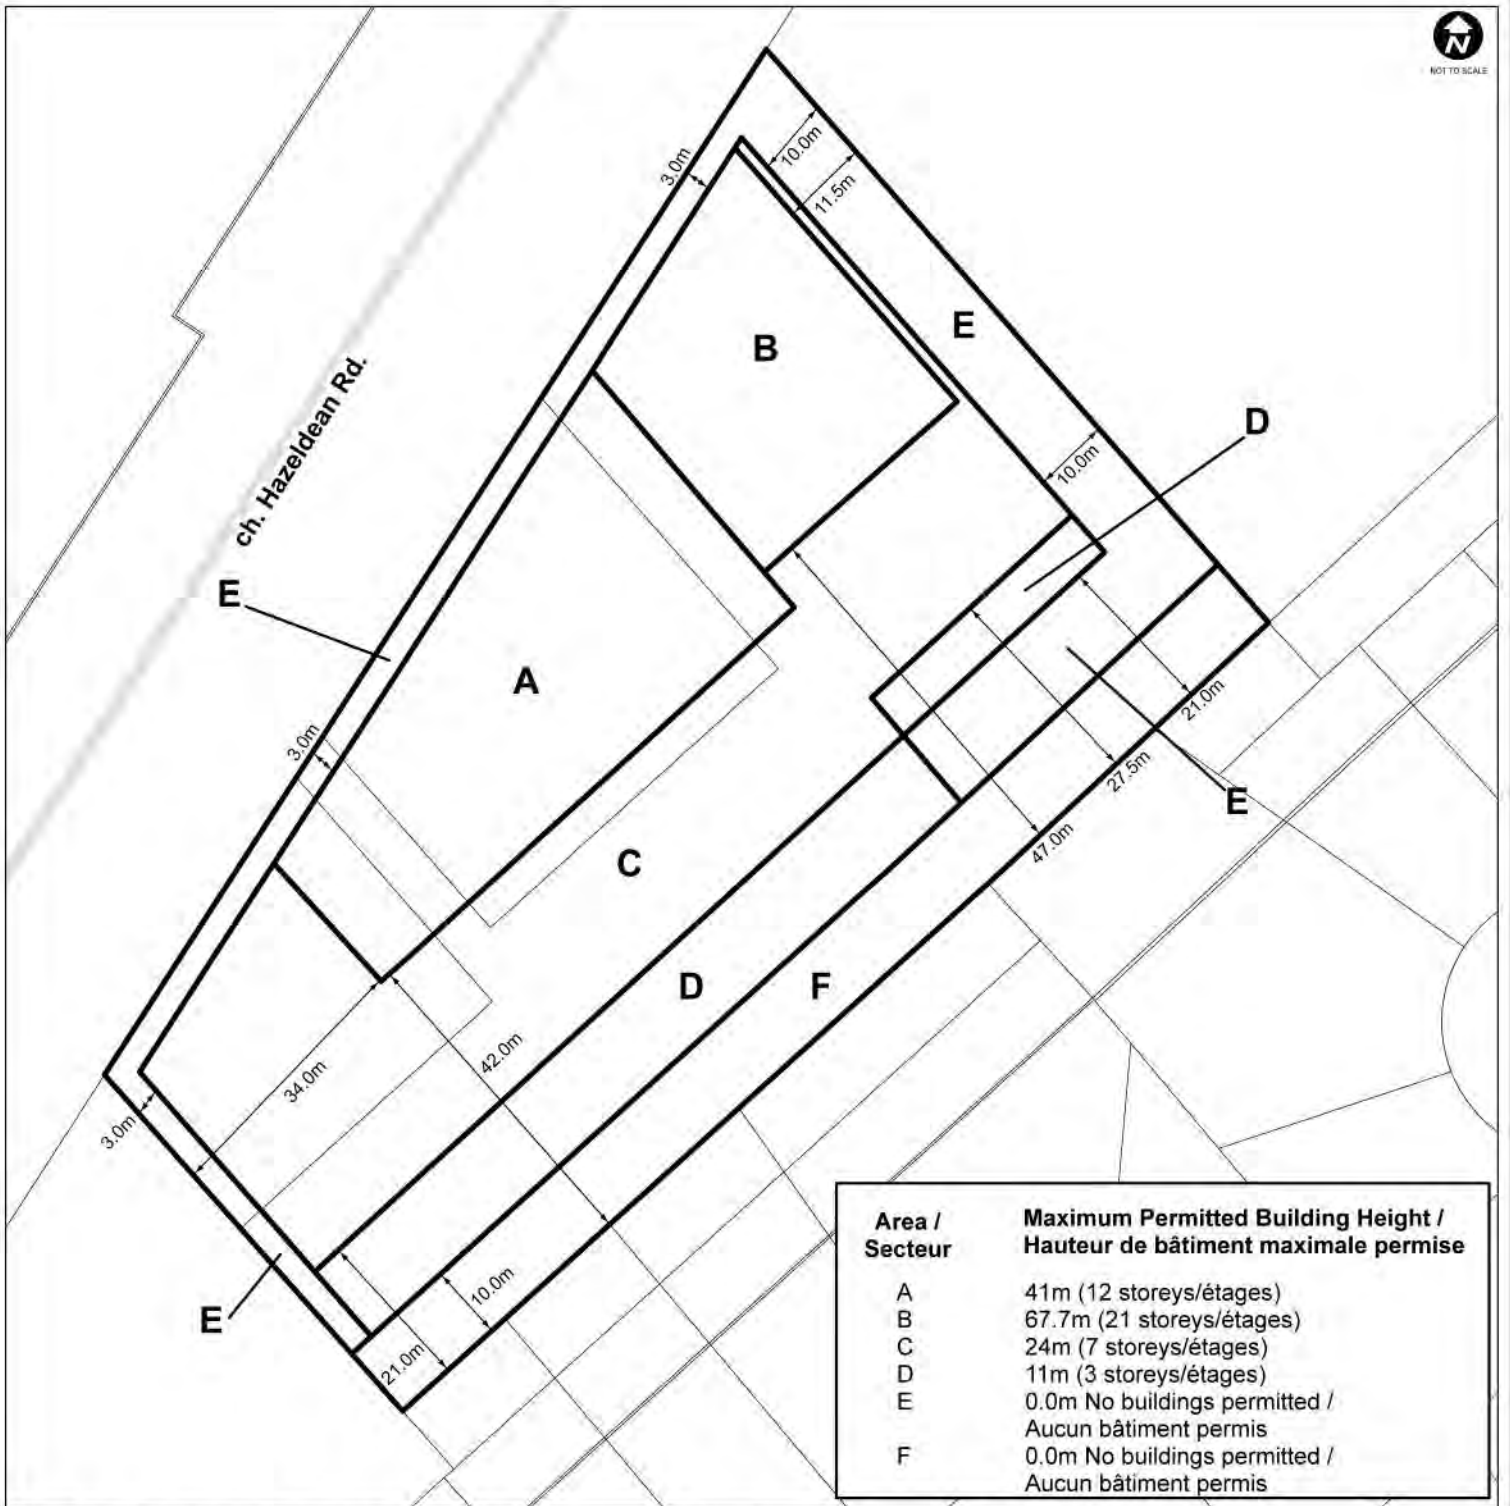 N
NOT TO SCALE
10.0m
3.0m
11.5m
E
B
ch. Hazeldean Rd.
D
10.0m
E
A
21.0m
3.0m
27.5m
E
47.0m
C
D
F
42.0m
34.0m
3.0m
E
10.0m
21.0m
Area /
Secteur
Maximum Permitted Building Height /
Hauteur de bâtiment maximale permise
A 41m (12 storeys/étages)
B 67.7m (21 storeys/étages)
C 24m (7 storeys/étages)
D 11m (3 storeys/étages)
E 0.0m No buildings permitted /
Aucun bâtiment permis
F 0.0m No buildings permitted /
Aucun bâtiment permis